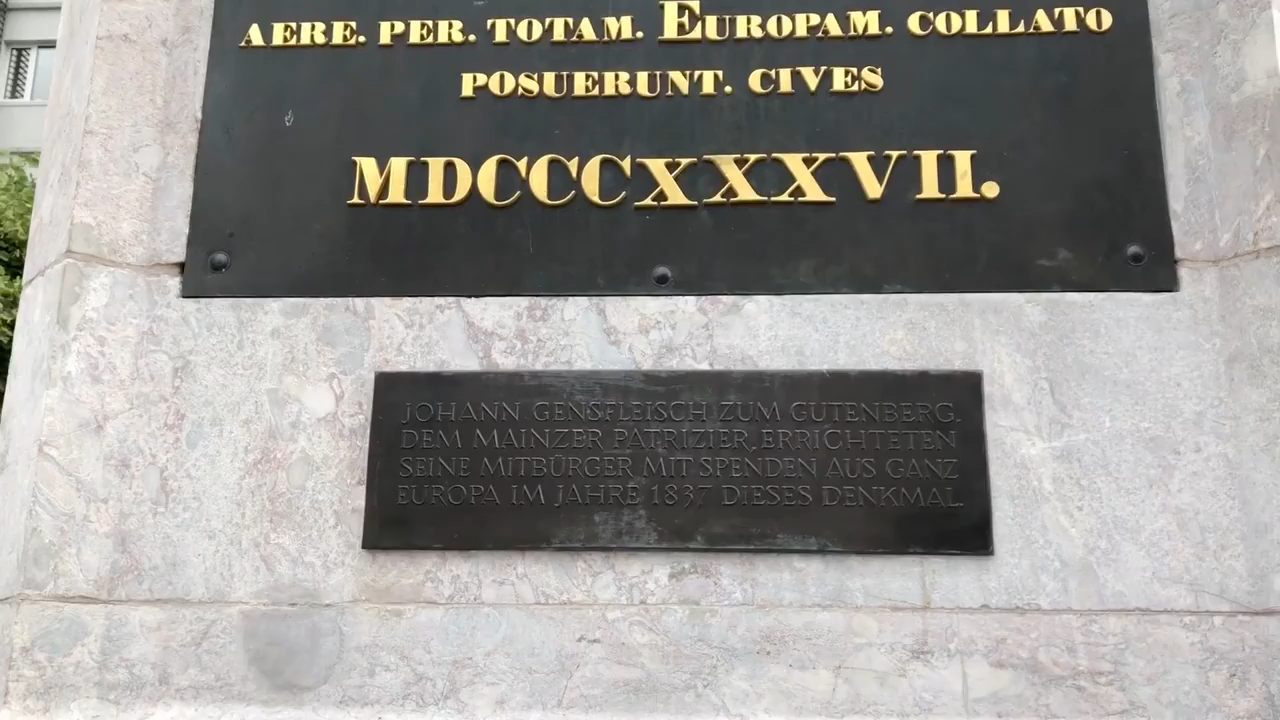 AERE. PER. TOTAM. EUROPAM. COLLATO
POSUERUNT. CIVES
MDCCCXXXVII.
JOHANN GENSFLEISCH ZUM GUTENBERG.
DEM MAINZER PATRIZIER, ERRICHTETEN
SEINE MITBÜRGER MIT SPENDEN AUS GANZ
EUROPA IM JAHRE 1837 DIESES DENKMAL.